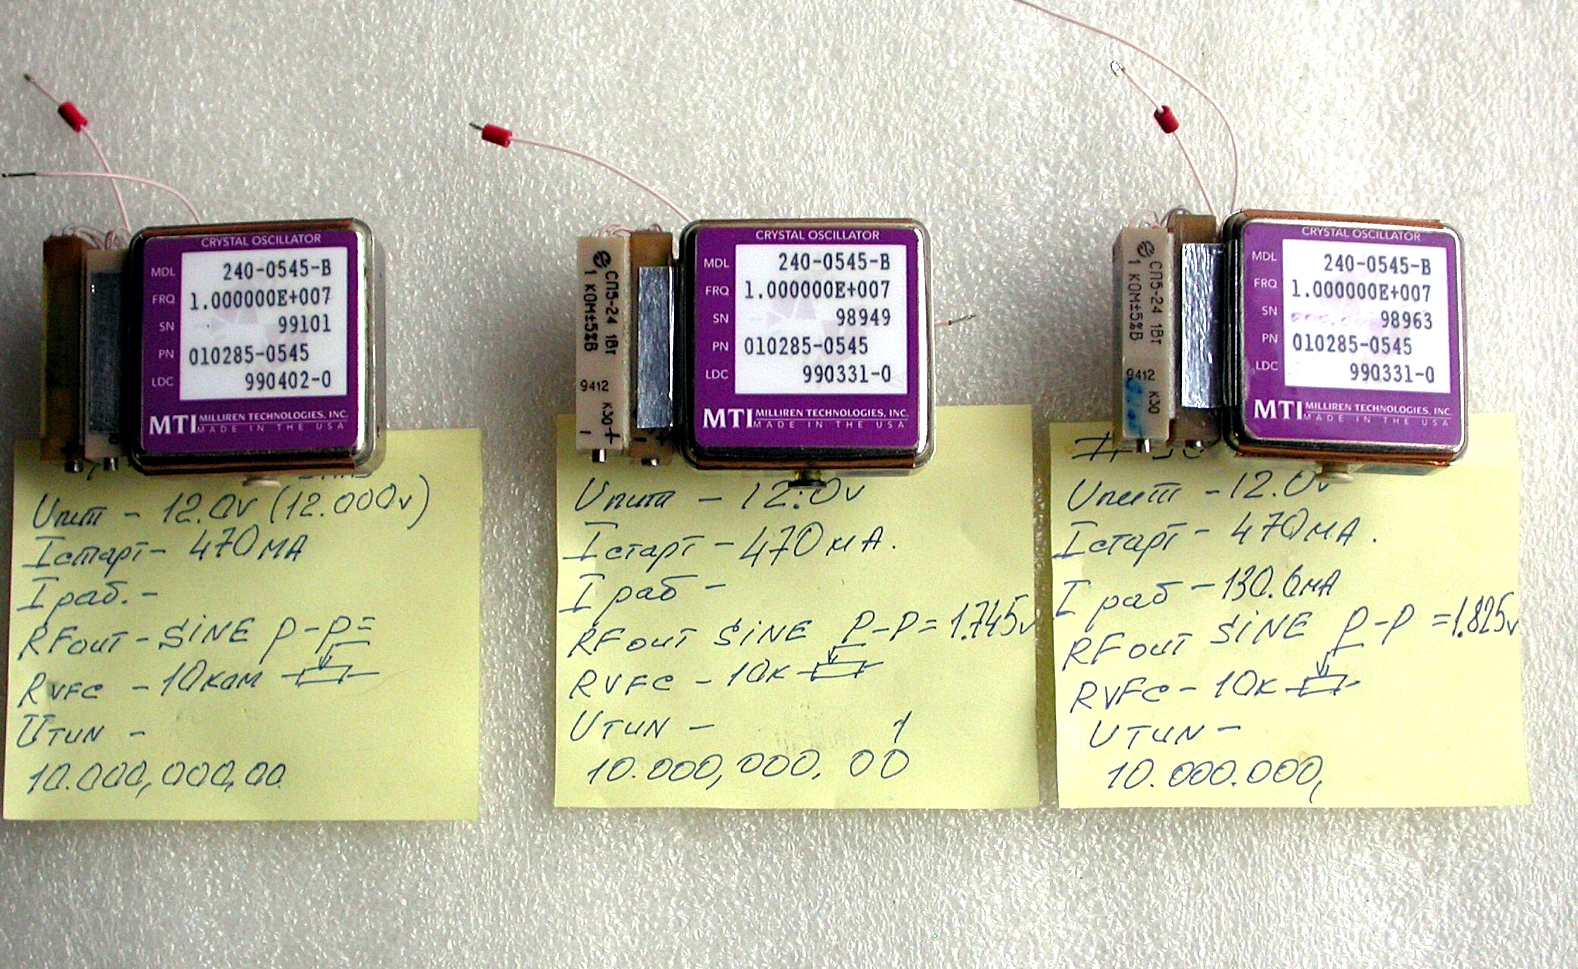 CRYSTAL OSCILLATOR
MDL 240-0545-B
FRQ 1.000000E+007
SN 99101
PN 010285-0545
LDC 990402-0
MTI MILLIREN TECHNOLOGIES, INC.
MADE IN THE USA
Uпит - 12.0v (12.000v)
Iстарт - 470мА
I раб. -
RFout - SINE P-P=
RVFC - 10ком
UTUN -
10.000,000,00
СП5-24 1Вт
1 КОМ±5%В
9412 К30
CRYSTAL OSCILLATOR
MDL 240-0545-B
FRQ 1.000000E+007
SN 98949
PN 010285-0545
LDC 990331-0
MTI MILLIREN TECHNOLOGIES, INC.
MADE IN THE USA
Uпит - 12.0v
Iстарт - 470мА.
I раб -
RFout SINE P-P=1.745v
RVFC - 10к
UTUN -
10.000,000,00
СП5-24 1Вт
1 КОМ±5%В
9412 К30
CRYSTAL OSCILLATOR
MDL 240-0545-B
FRQ 1.000000E+007
SN 98963
PN 010285-0545
LDC 990331-0
MTI MILLIREN TECHNOLOGIES, INC.
MADE IN THE USA
Uпит - 12.0v
Iстарт - 470мА.
I раб - 130.6мА
RFout SINE P-P=1.825v
RVFC - 10к
UTUN -
10.000.000,